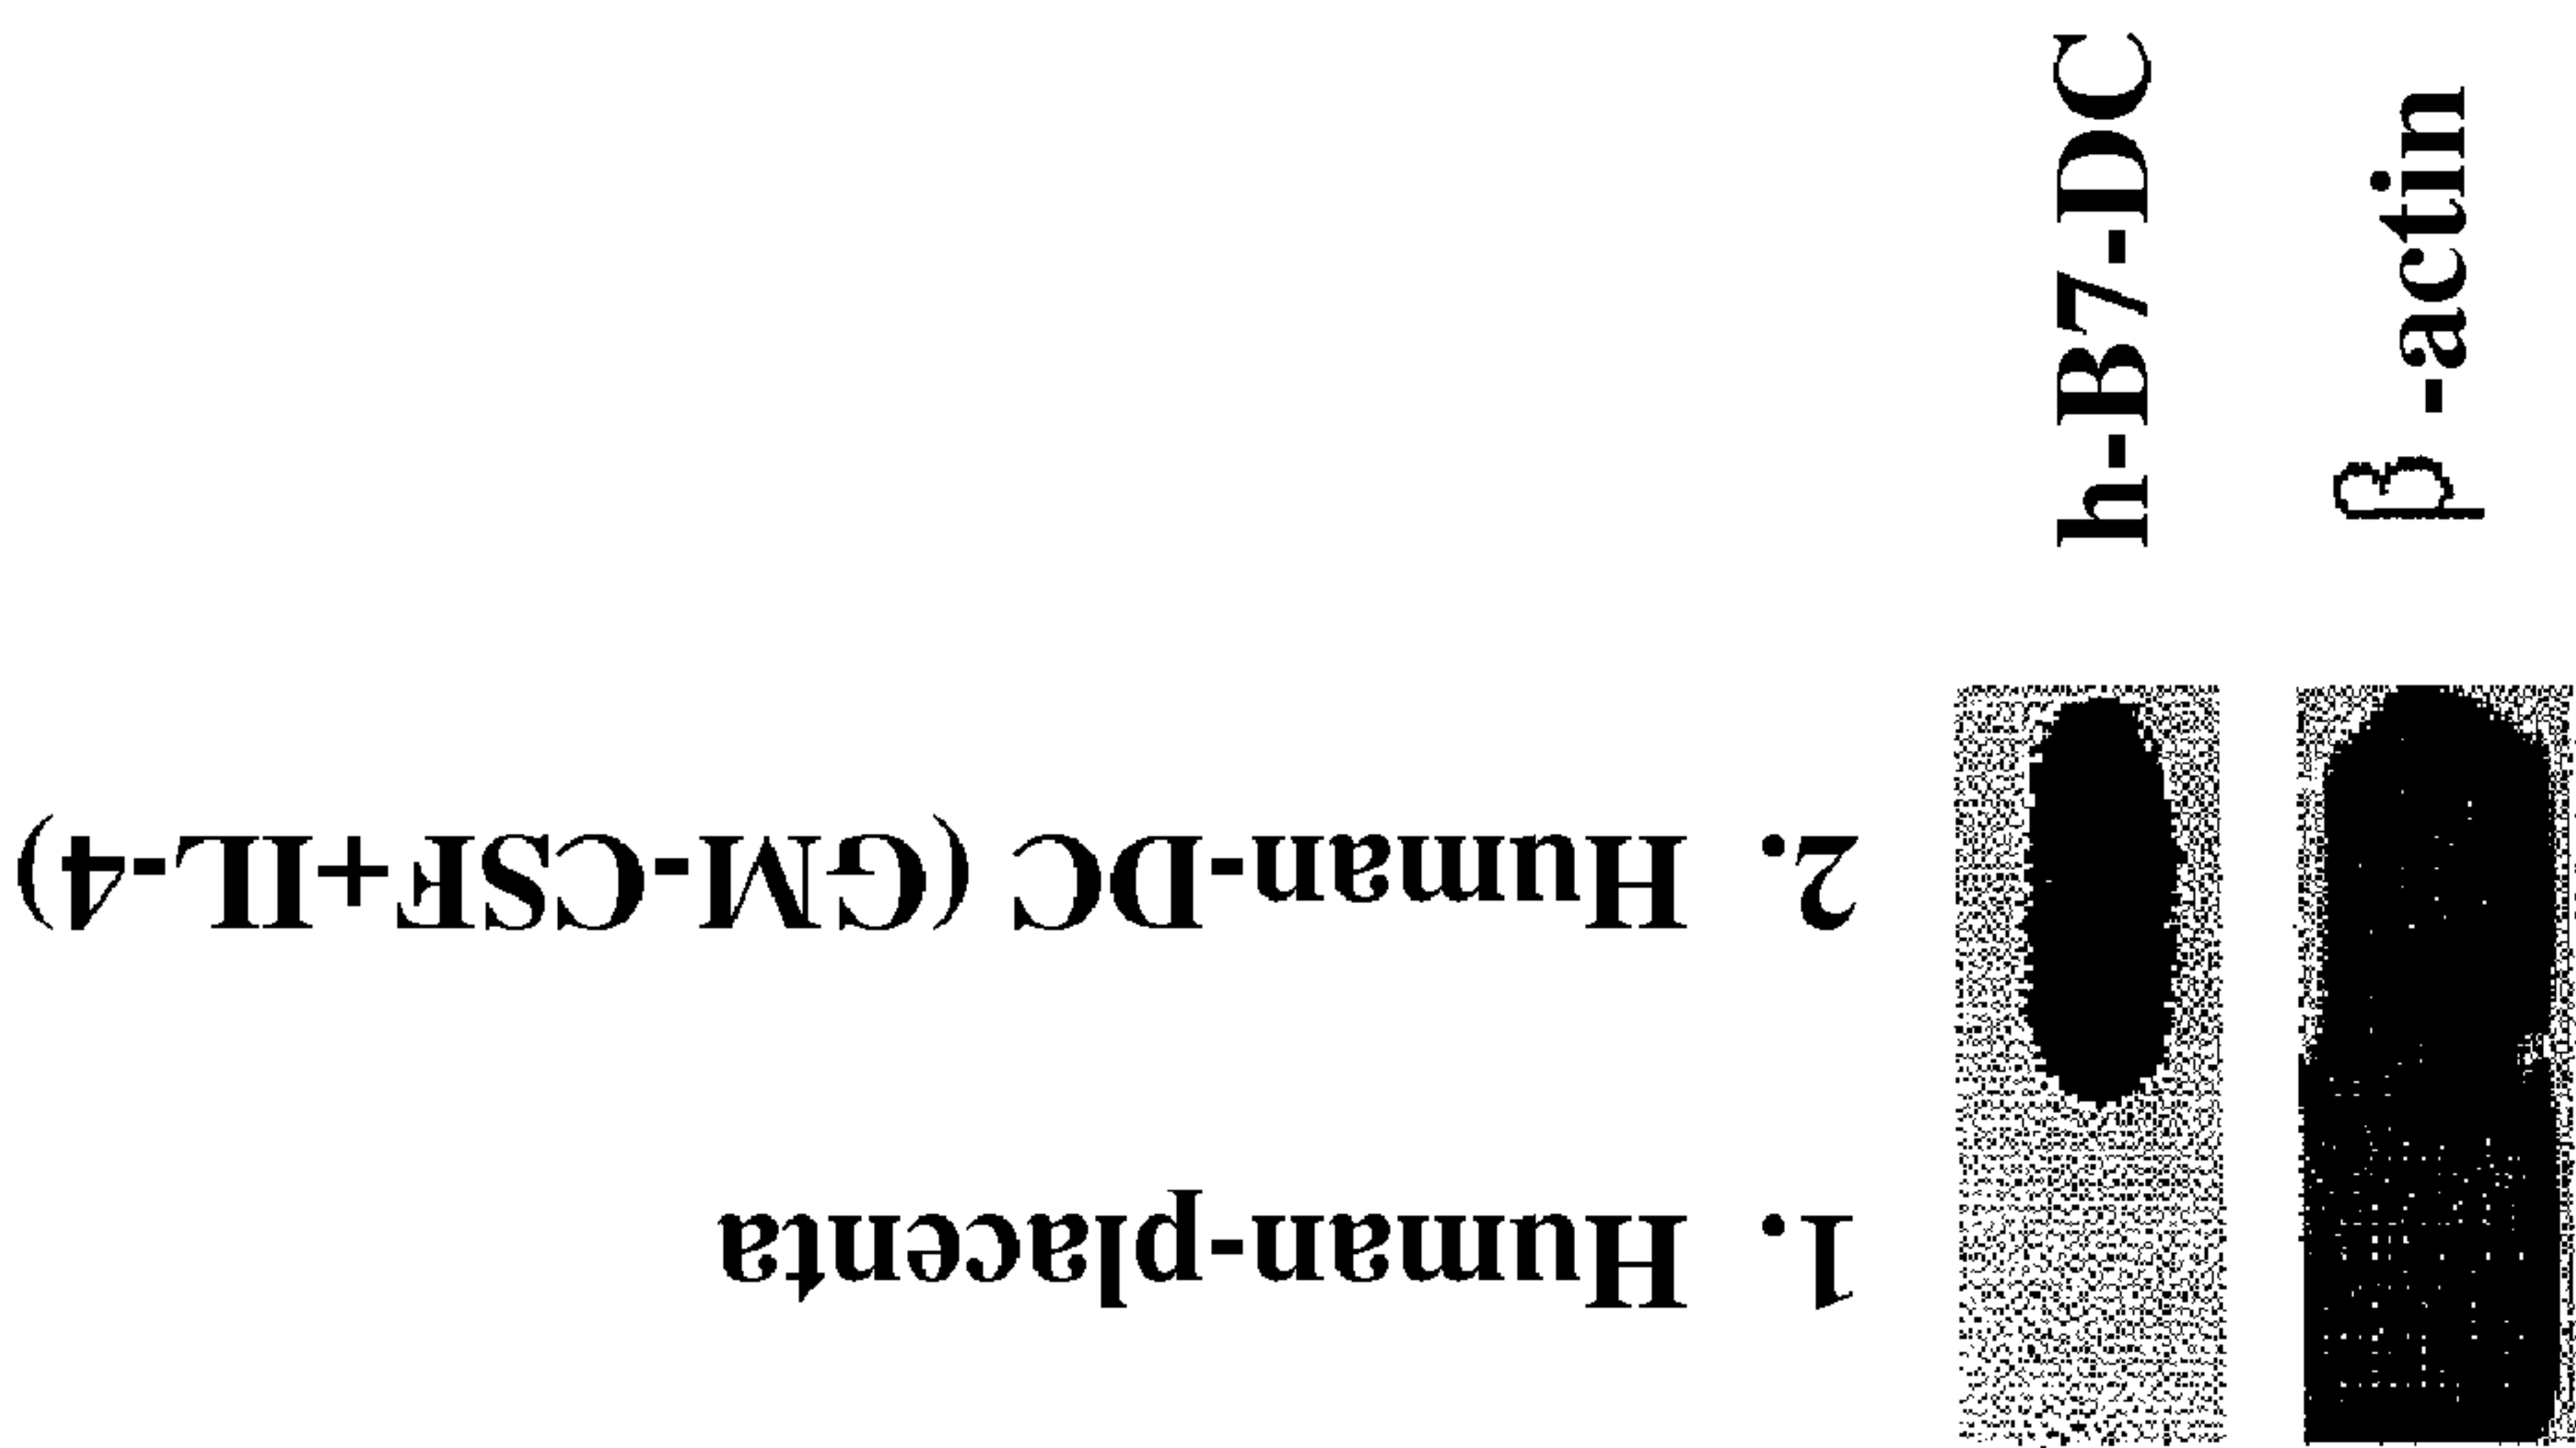 1. Human-placenta
2. Human-DC (GM-CSF+IL-4)
h-B7-DC
β -actin